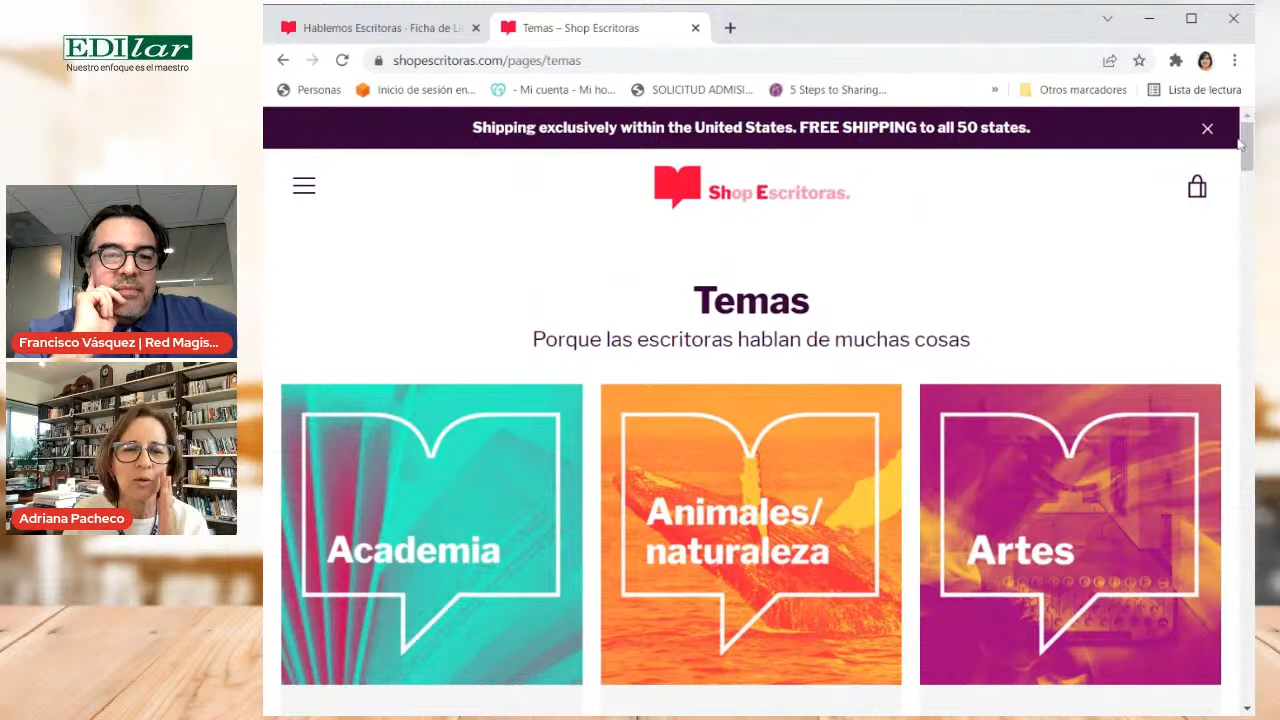 EDIlar
Nuestro enfoque es el maestro
Francisco Vásquez | Red Magis...
Adriana Pacheco
Hablemos Escritoras - Ficha de Li
Temas – Shop Escritoras
shopescritoras.com/pages/temas
Personas
Inicio de sesión en...
- Mi cuenta - Mi ho...
SOLICITUD ADMISI...
5 Steps to Sharing...
»
Otros marcadores
Lista de lectura
Shipping exclusively within the United States. FREE SHIPPING to all 50 states.
Shop Escritoras.
Temas
Porque las escritoras hablan de muchas cosas
Academia
Animales/
naturaleza
Artes